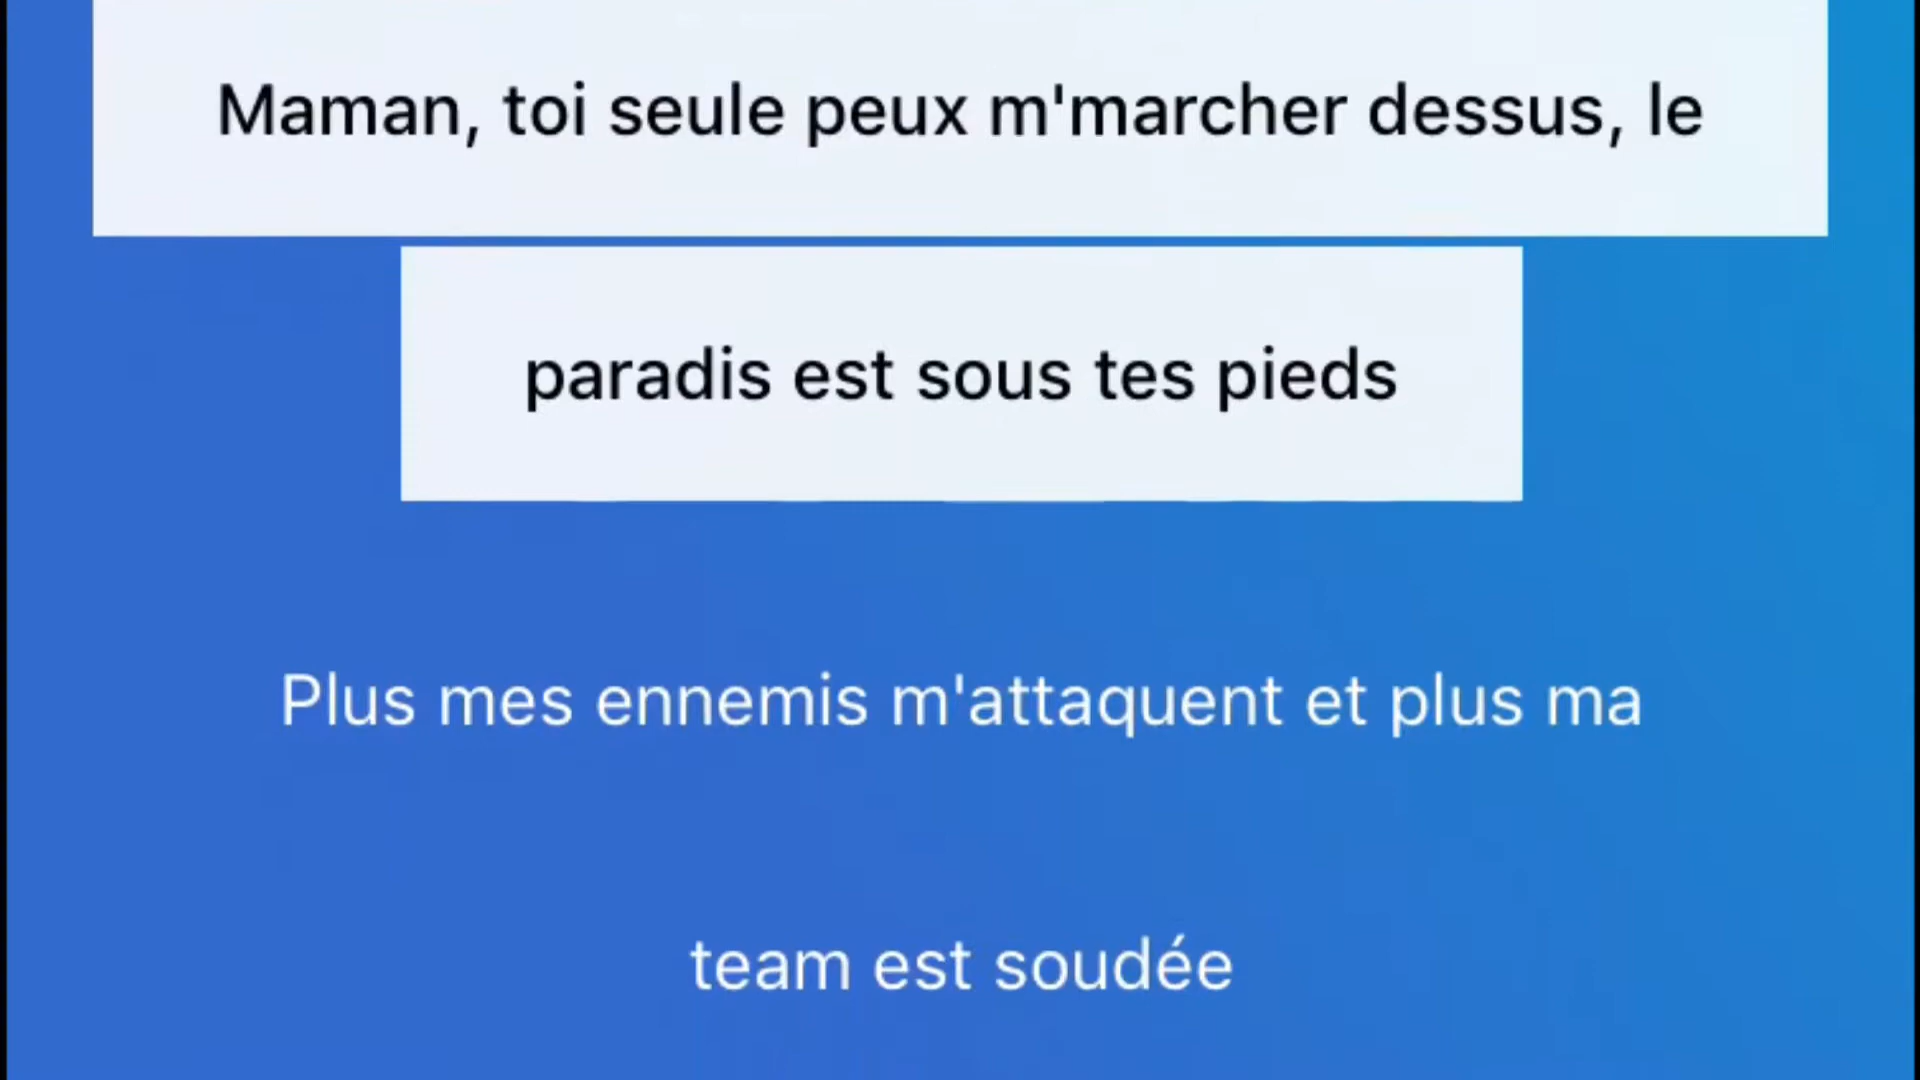 Maman, toi seule peux m'marcher dessus, le
paradis est sous tes pieds
Plus mes ennemis m'attaquent et plus ma
team est soudée